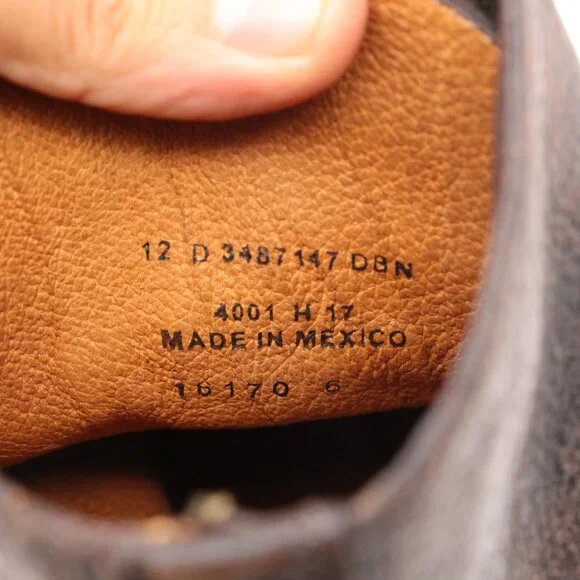 12 D 3487147 DBN
4001 H 17
MADE IN MEXICO
16170 6